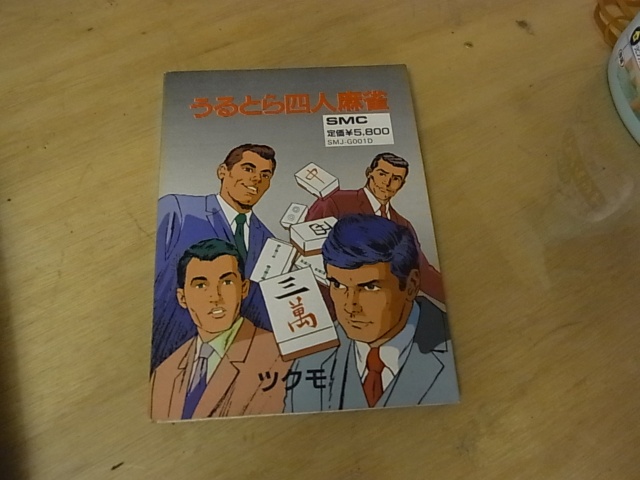 うるとら四人麻雀
SMC
定価¥5,800
SMJ-G001D
中
三
萬
ツクモ